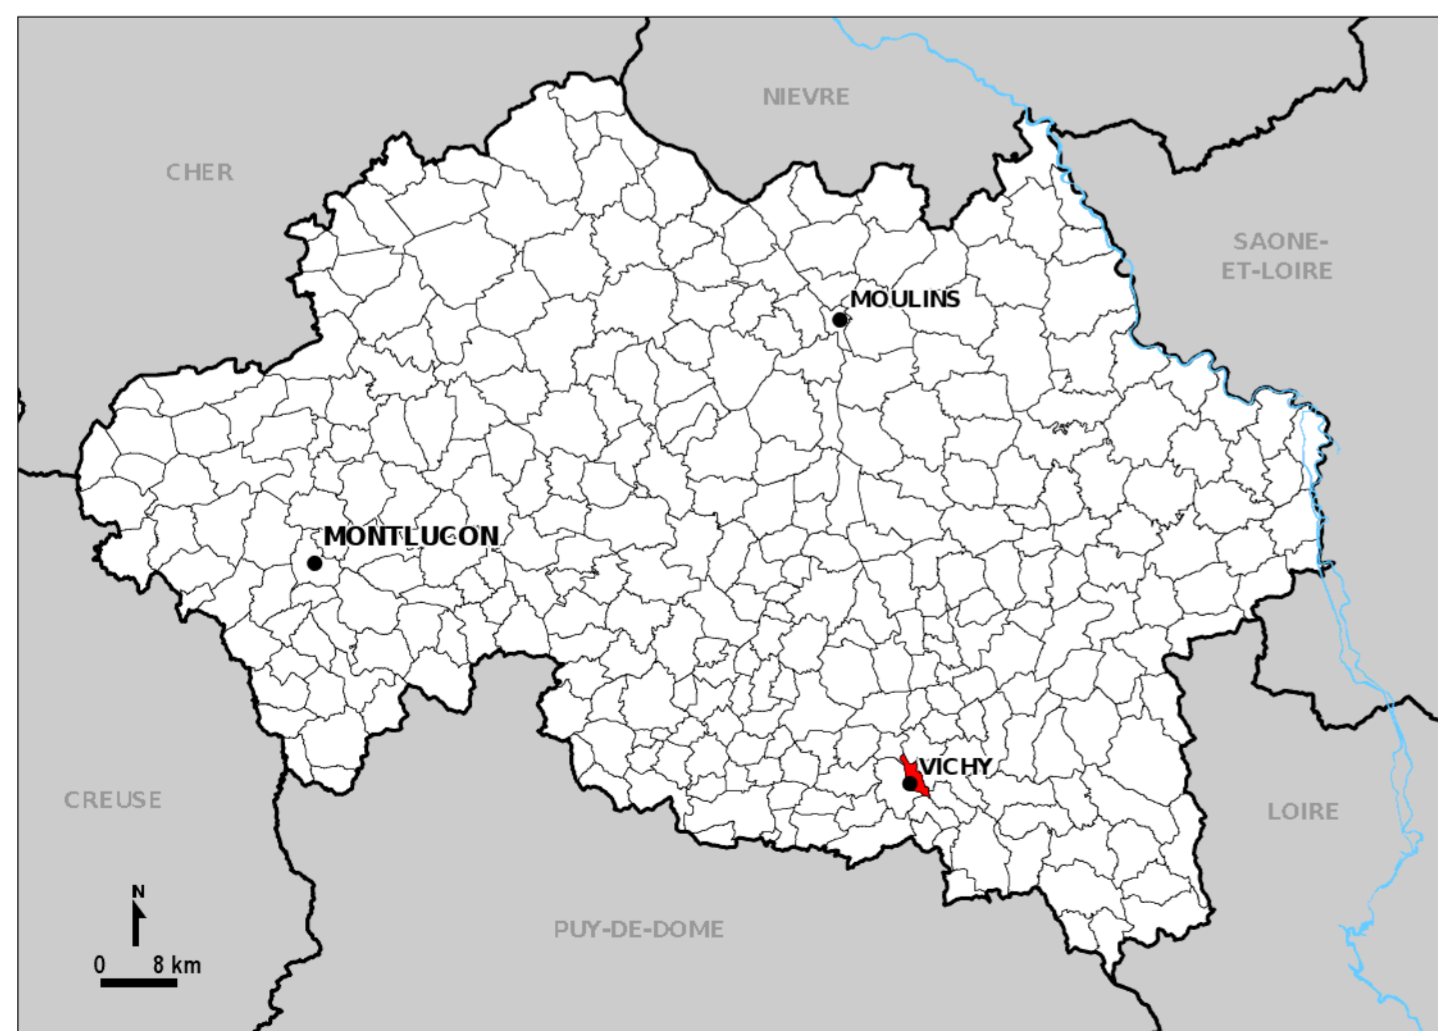 NIEVRE
CHER
SAONE-
ET-LOIRE
MOULINS
MONTLUCON
VICHY
CREUSE
LOIRE
N
PUY-DE-DOME
0 8 km